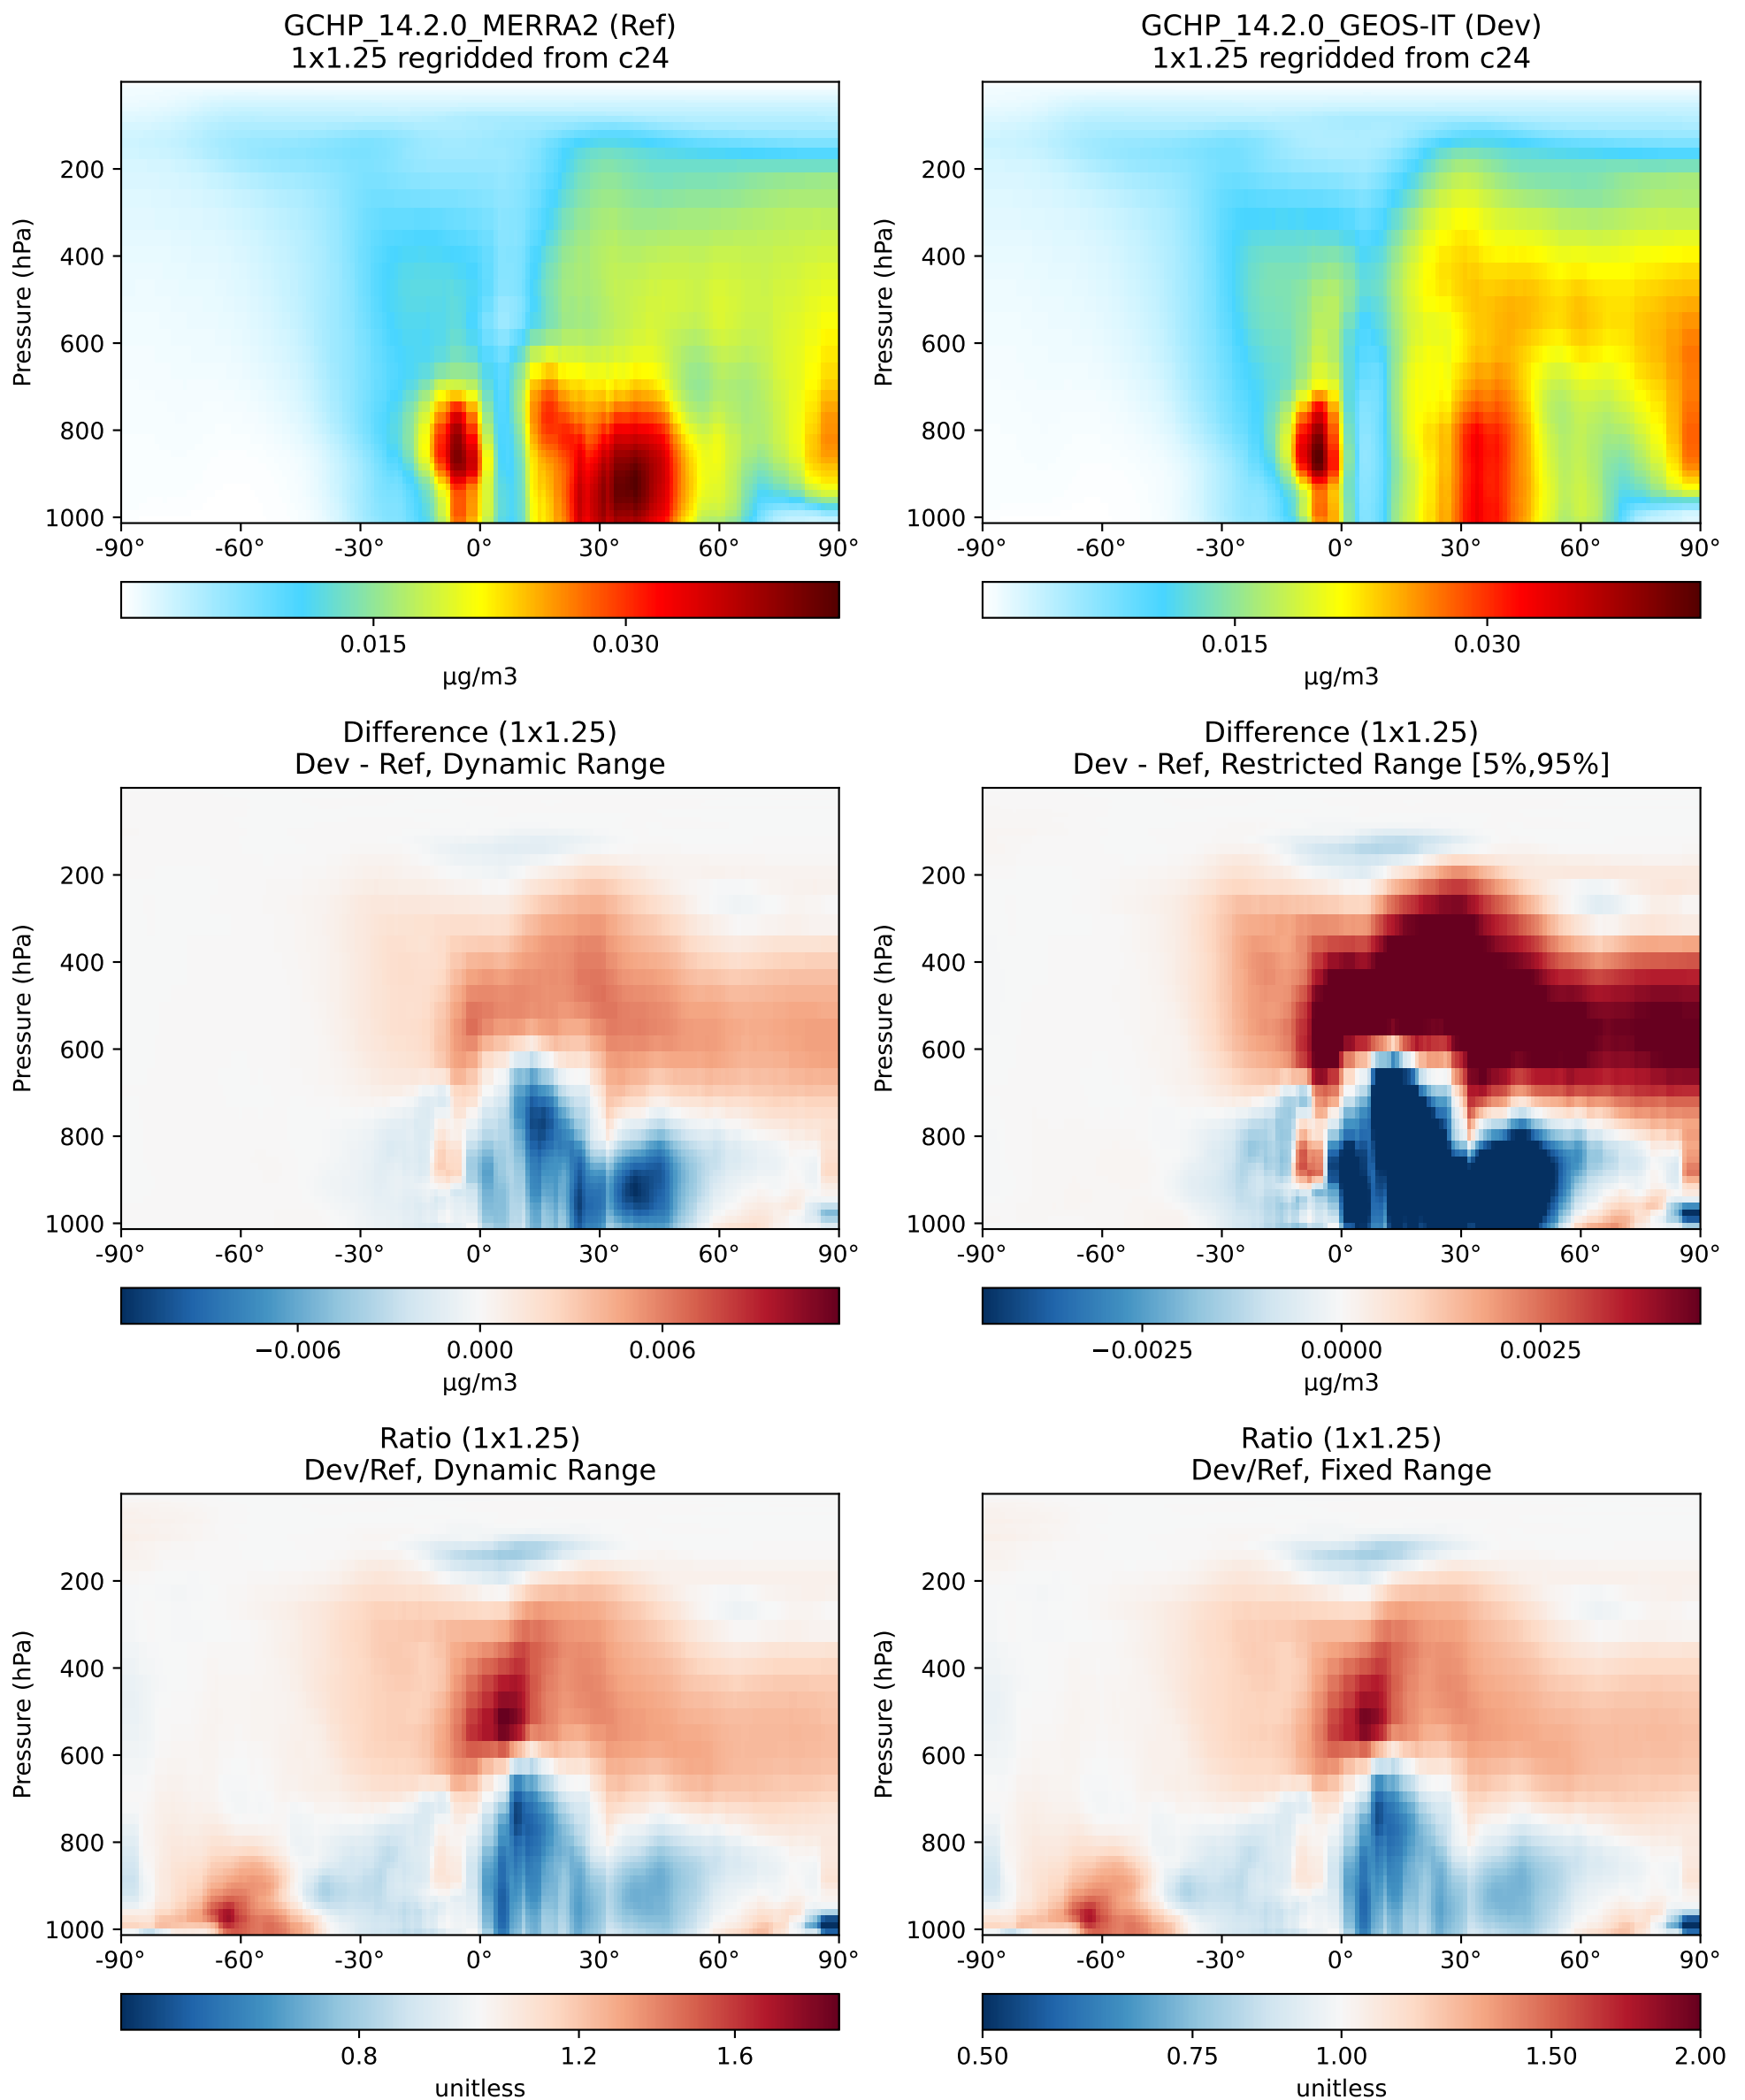 GCHP_14.2.0_MERRA2 (Ref)
1x1.25 regridded from c24
GCHP_14.2.0_GEOS-IT (Dev)
1x1.25 regridded from c24
Pressure (hPa)
200
400
600
800
1000
-90° -60° -30° 0° 30° 60° 90°
0.015 0.030
µg/m3
Pressure (hPa)
200
400
600
800
1000
-90° -60° -30° 0° 30° 60° 90°
0.015 0.030
µg/m3
Difference (1x1.25)
Dev - Ref, Dynamic Range
Difference (1x1.25)
Dev - Ref, Restricted Range [5%,95%]
Pressure (hPa)
200
400
600
800
1000
-90° -60° -30° 0° 30° 60° 90°
−0.006 0.000 0.006
µg/m3
Pressure (hPa)
200
400
600
800
1000
-90° -60° -30° 0° 30° 60° 90°
−0.0025 0.0000 0.0025
µg/m3
Ratio (1x1.25)
Dev/Ref, Dynamic Range
Ratio (1x1.25)
Dev/Ref, Fixed Range
Pressure (hPa)
200
400
600
800
1000
-90° -60° -30° 0° 30° 60° 90°
0.8 1.2 1.6
unitless
Pressure (hPa)
200
400
600
800
1000
-90° -60° -30° 0° 30° 60° 90°
0.50 0.75 1.00 1.50 2.00
unitless